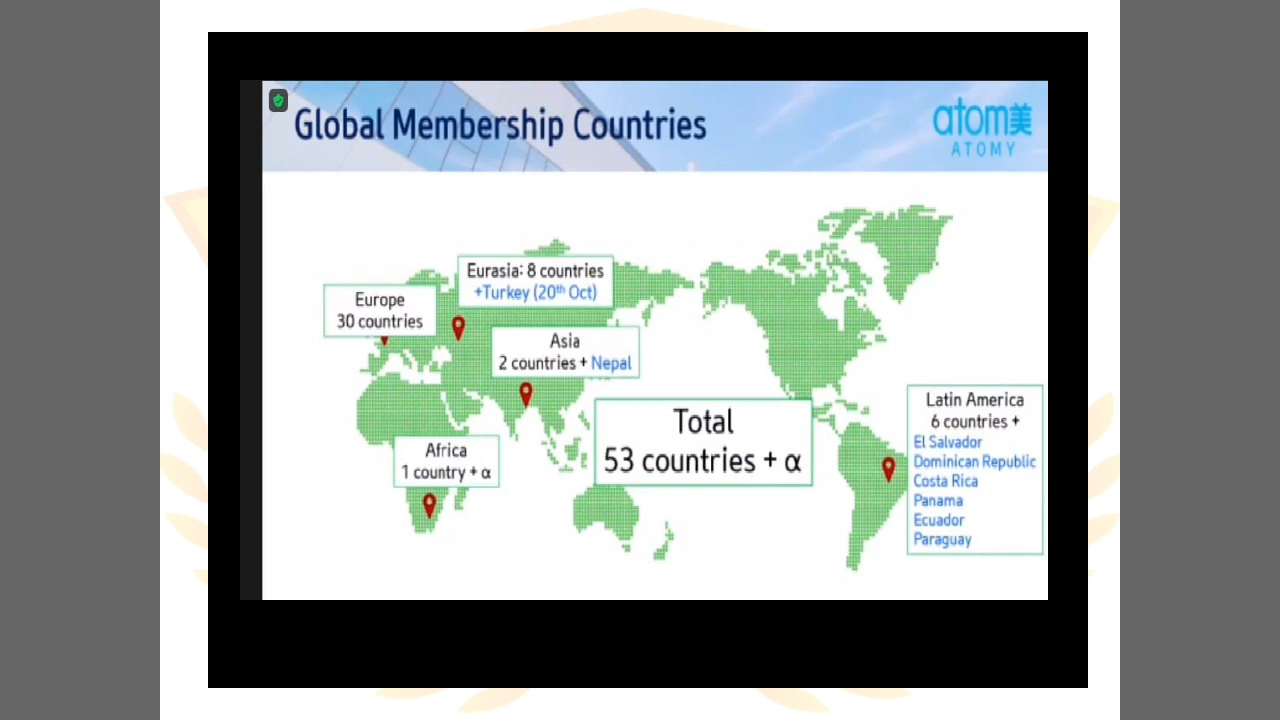 Global Membership Countries
atom美
ATOMY
Eurasia: 8 countries
+Turkey (20th Oct)
Europe
30 countries
Asia
2 countries + Nepal
Total
53 countries + α
Latin America
6 countries +
El Salvador
Dominican Republic
Costa Rica
Panama
Ecuador
Paraguay
Africa
1 country + α